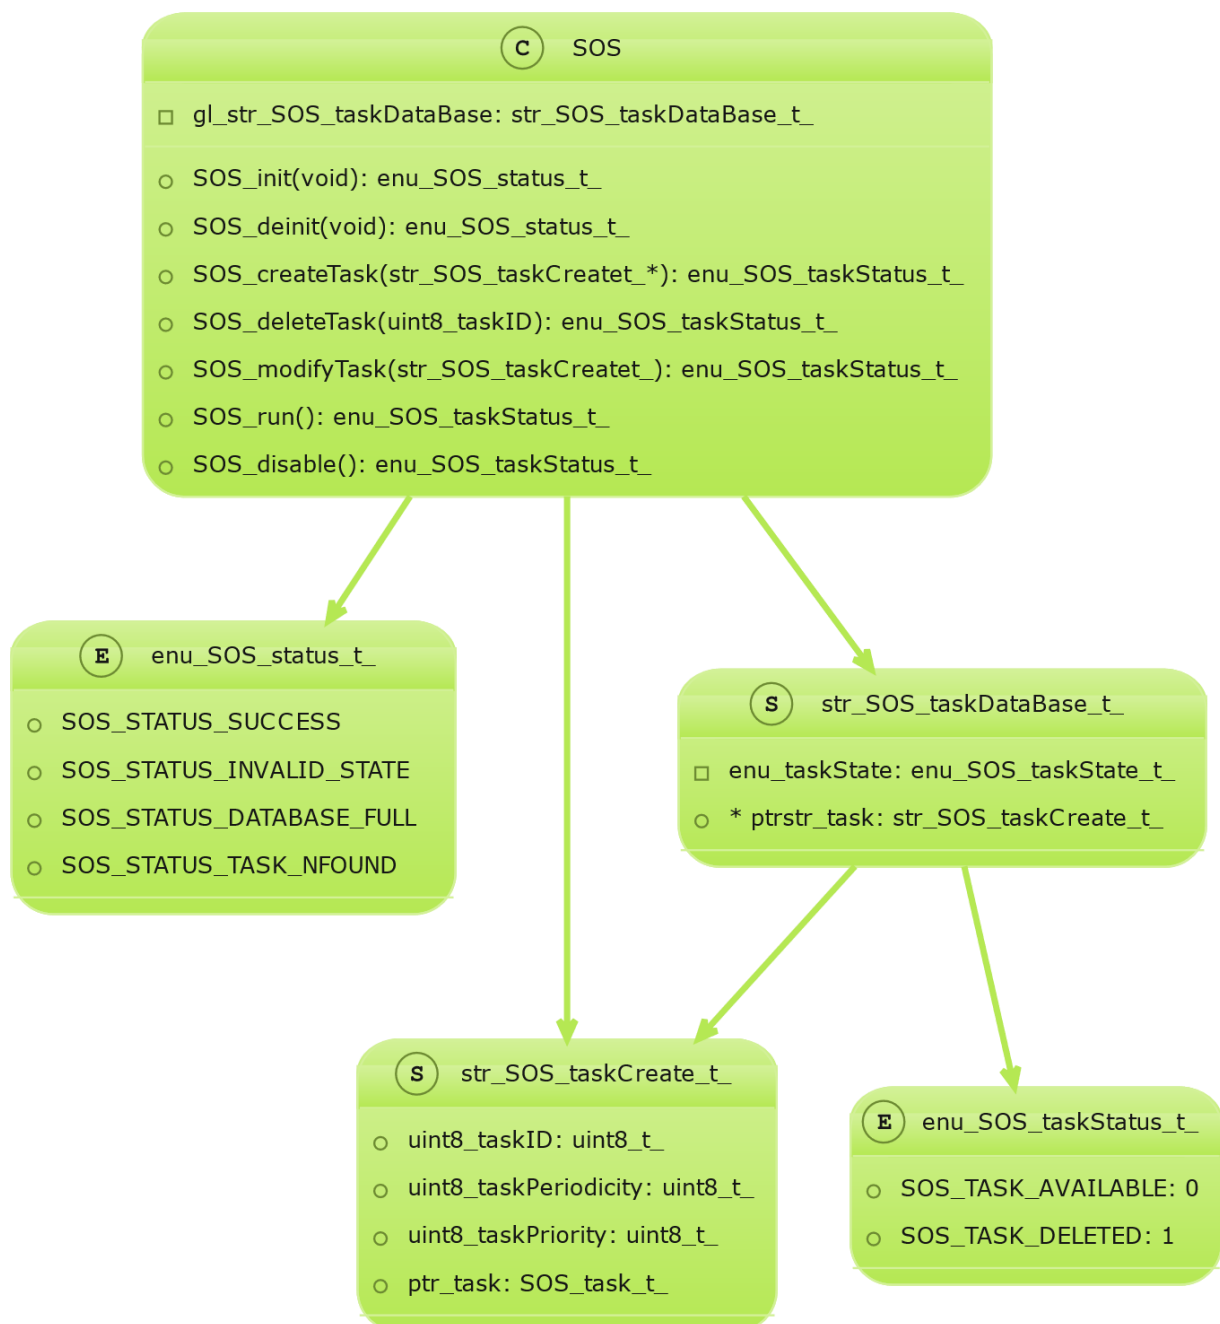 C SOS
gl_str_SOS_taskDataBase: str_SOS_taskDataBase_t_
SOS_init(void): enu_SOS_status_t_
SOS_deinit(void): enu_SOS_status_t_
SOS_createTask(str_SOS_taskCreatet_*): enu_SOS_taskStatus_t_
SOS_deleteTask(uint8_taskID): enu_SOS_taskStatus_t_
SOS_modifyTask(str_SOS_taskCreatet_): enu_SOS_taskStatus_t_
SOS_run(): enu_SOS_taskStatus_t_
SOS_disable(): enu_SOS_taskStatus_t_
E enu_SOS_status_t_
SOS_STATUS_SUCCESS
SOS_STATUS_INVALID_STATE
SOS_STATUS_DATABASE_FULL
SOS_STATUS_TASK_NFOUND
S str_SOS_taskDataBase_t_
enu_taskState: enu_SOS_taskState_t_
* ptrstr_task: str_SOS_taskCreate_t_
S str_SOS_taskCreate_t_
uint8_taskID: uint8_t_
uint8_taskPeriodicity: uint8_t_
uint8_taskPriority: uint8_t_
ptr_task: SOS_task_t_
E enu_SOS_taskStatus_t_
SOS_TASK_AVAILABLE: 0
SOS_TASK_DELETED: 1